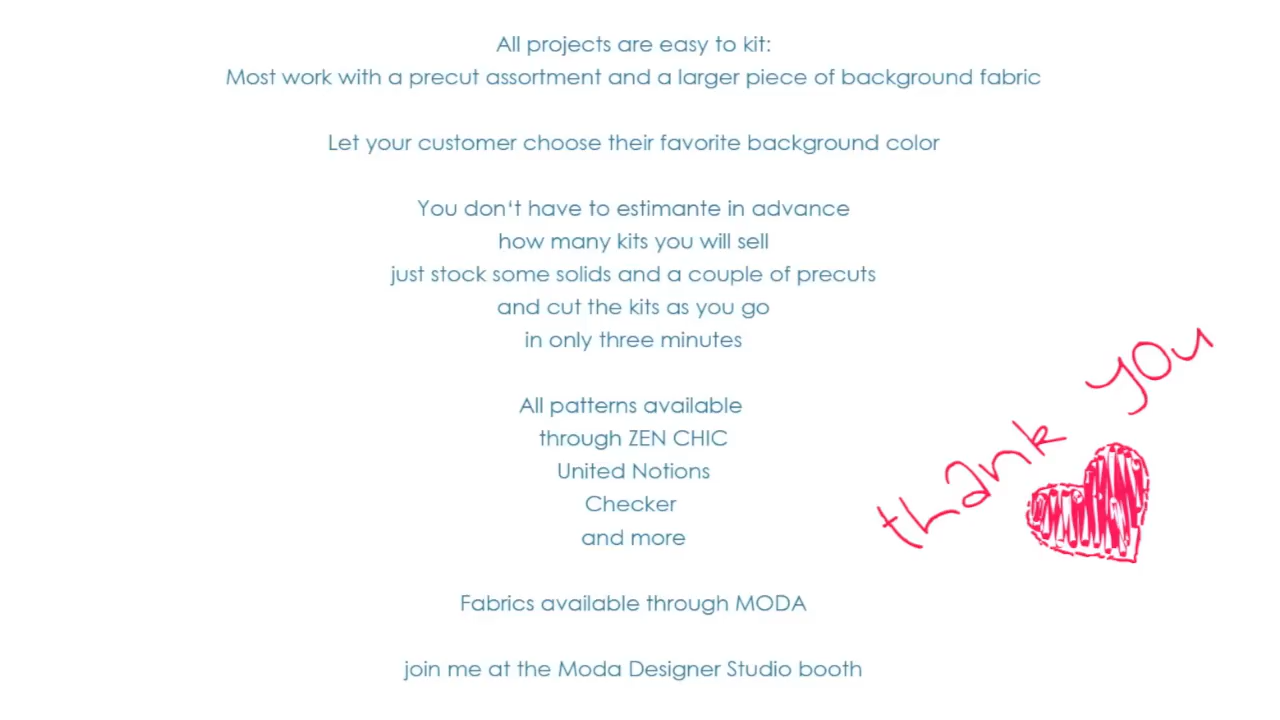 All projects are easy to kit:
Most work with a precut assortment and a larger piece of background fabric
Let your customer choose their favorite background color
You don‘t have to estimante in advance
how many kits you will sell
just stock some solids and a couple of precuts
and cut the kits as you go
in only three minutes
All patterns available
through ZEN CHIC
United Notions
Checker
and more
Fabrics available through MODA
join me at the Moda Designer Studio booth
thank you